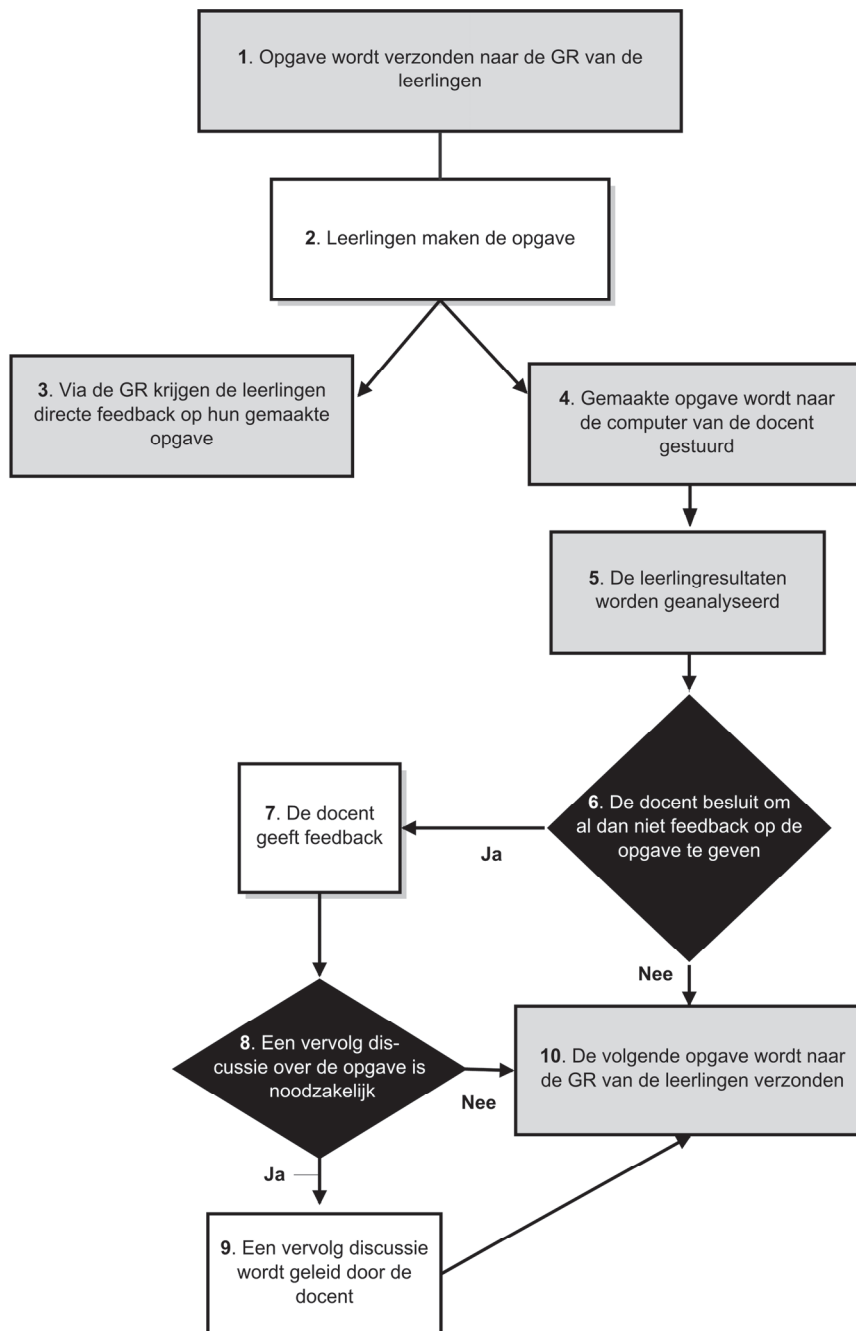 1. Opgave wordt verzonden naar de GR van de
leerlingen
2. Leerlingen maken de opgave
3. Via de GR krijgen de leerlingen
directe feedback op hun gemaakte
opgave
4. Gemaakte opgave wordt naar
de computer van de docent
gestuurd
5. De leerlingresultaten
worden geanalyseerd
6. De docent besluit om
al dan niet feedback op de
opgave te geven
Ja
7. De docent
geeft feedback
Nee
8. Een vervolg dis-
cussie over de opgave is
noodzakelijk
Nee
10. De volgende opgave wordt naar
de GR van de leerlingen verzonden
Ja
9. Een vervolg discussie
wordt geleid door de
docent